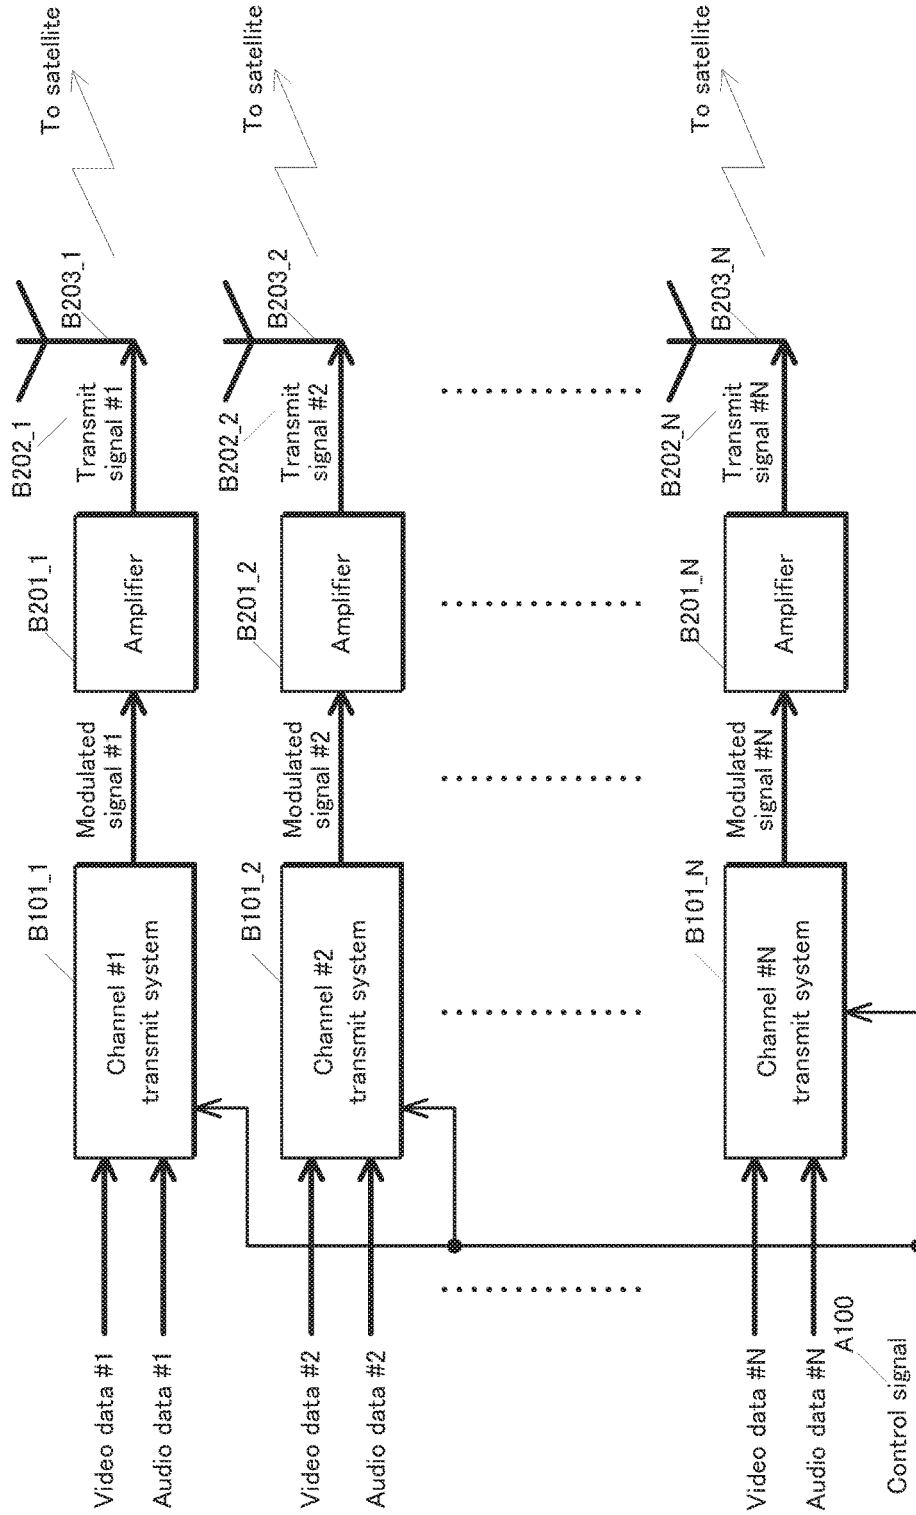 Video data #1
Audio data #1
B101_1
Channel #1
transmit system
Modulated
signal #1
B201_1
Amplifier
B202_1
Transmit
signal #1
B203_1
To satellite
Video data #2
Audio data #2
B101_2
Channel #2
transmit system
Modulated
signal #2
B201_2
Amplifier
B202_2
Transmit
signal #2
B203_2
To satellite
Video data #N
Audio data #N
B101_N
Channel #N
transmit system
Modulated
signal #N
B201_N
Amplifier
B202_N
Transmit
signal #N
B203_N
To satellite
A100
Control signal